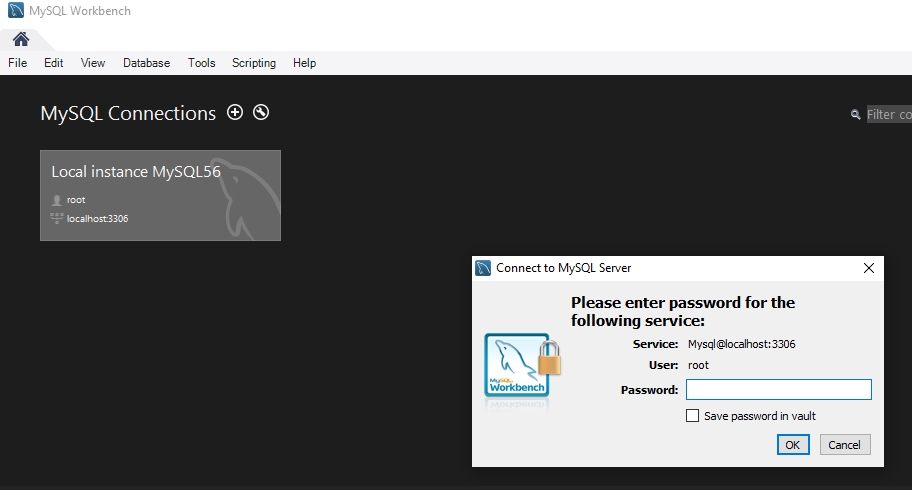 MySQL Workbench
File Edit View Database Tools Scripting Help
MySQL Connections
Filter co
Local instance MySQL56
root
localhost:3306
Connect to MySQL Server
Please enter password for the
following service:
Service: Mysql@localhost:3306
User: root
Password:
MySQL
Workbench
Save password in vault
OK Cancel